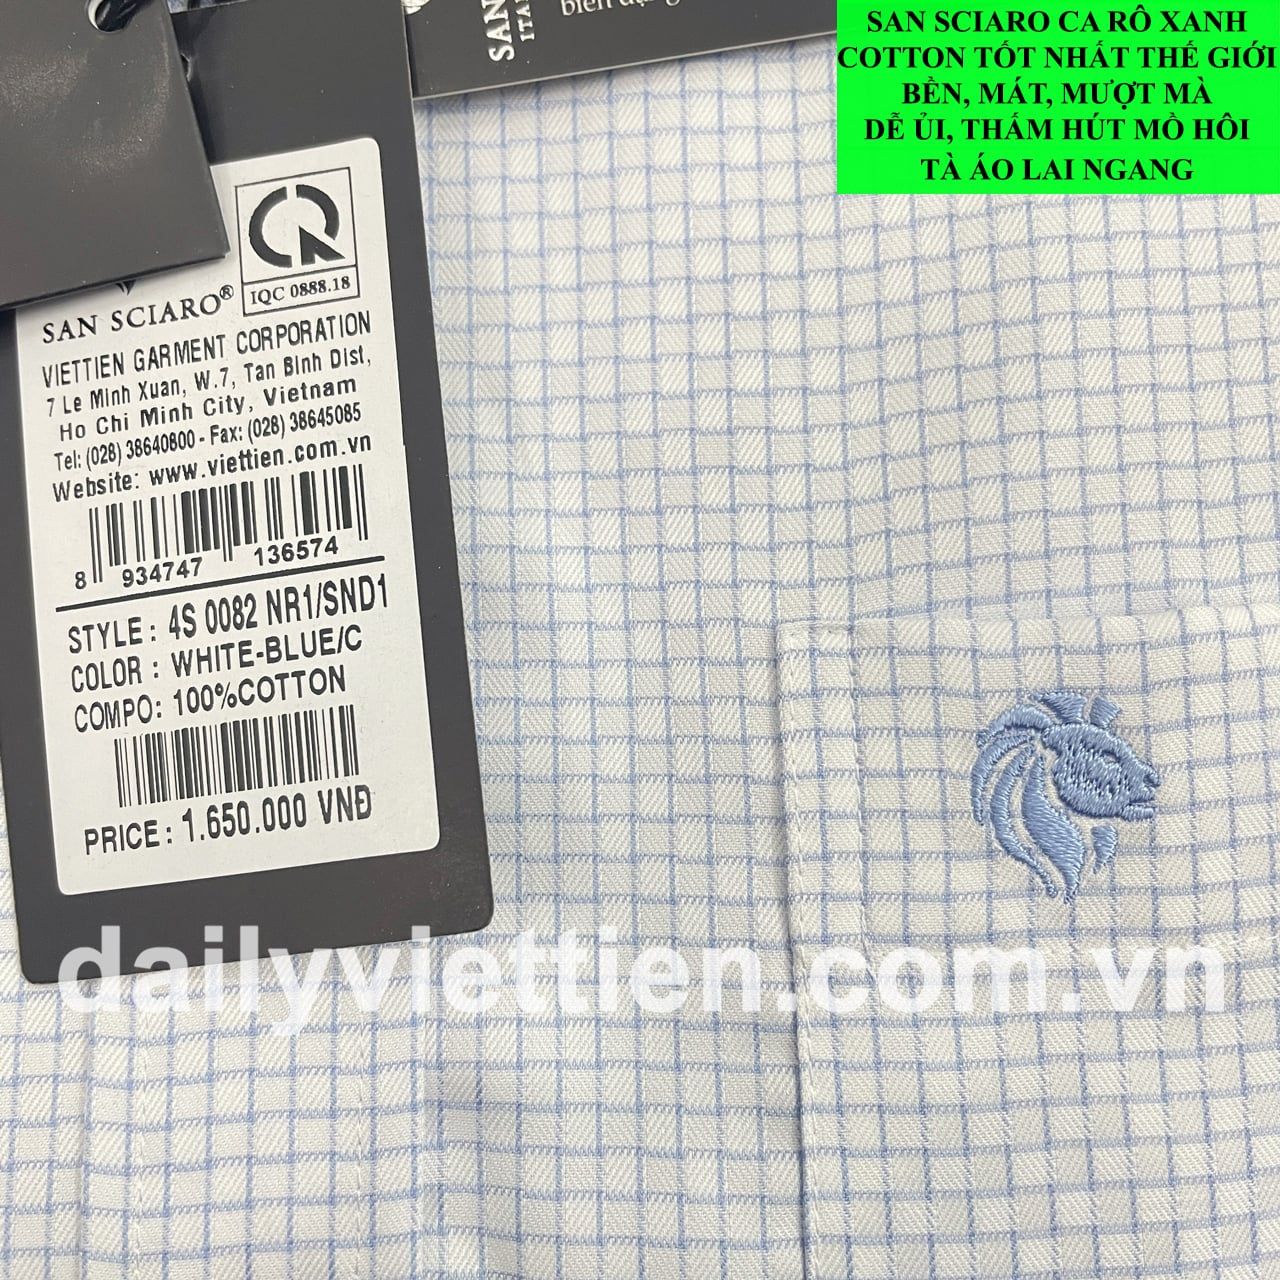 SAN SCIARO CA RÔ XANH
COTTON TỐT NHẤT THẾ GIỚI
BỀN, MÁT, MƯỢT MÀ
DỄ ỦI, THẤM HÚT MỒ HÔI
TÀ ÁO LAI NGANG
SAN
ITA
IQC 0888.18
SAN SCIARO®
VIETTIEN GARMENT CORPORATION
7 Le Minh Xuan, W.7, Tan Binh Dist,
Ho Chi Minh City, Vietnam
Tel: (028) 38640800 - Fax: (028) 38645085
Website: www.viettien.com.vn
8 934747 136574
STYLE : 4S 0082 NR1/SND1
COLOR : WHITE-BLUE/C
COMPO: 100%COTTON
PRICE : 1.650.000 VNĐ
dailyviettien.com.vn